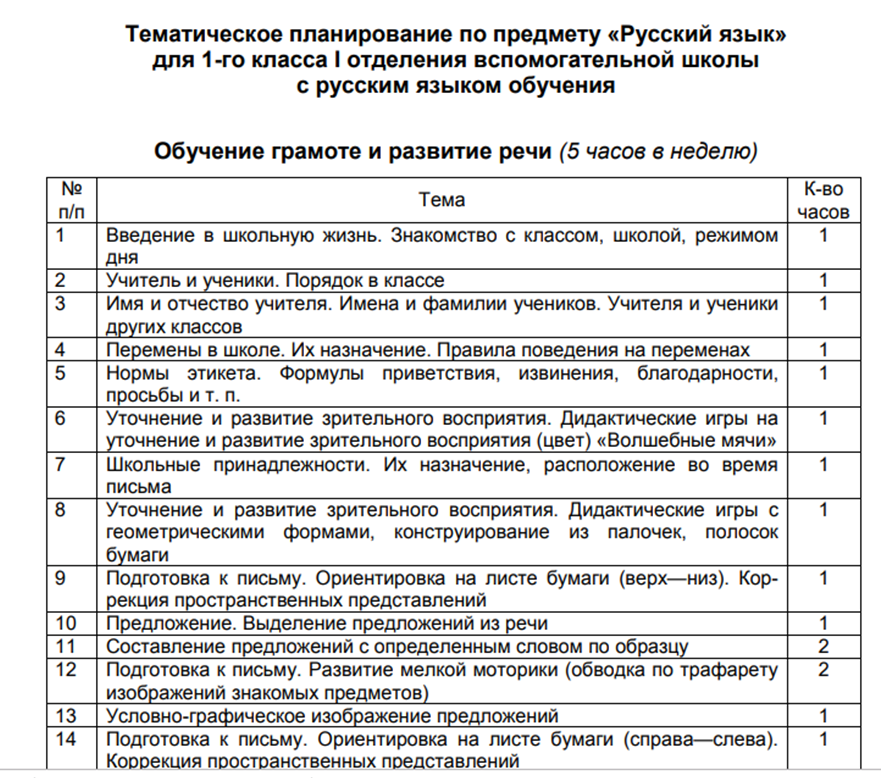 Тематическое планирование по предмету «Русский язык»
для 1-го класса I отделения вспомогательной школы
с русским языком обучения
Обучение грамоте и развитие речи (5 часов в неделю)
№ п/п Тема К-во часов
1 Введение в школьную жизнь. Знакомство с классом, школой, режимом 1
дня
2 Учитель и ученики. Порядок в классе 1
3 Имя и отчество учителя. Имена и фамилии учеников. Учителя и ученики 1
других классов
4 Перемены в школе. Их назначение. Правила поведения на переменах 1
5 Нормы этикета. Формулы приветствия, извинения, благодарности, 1
просьбы и т. п.
6 Уточнение и развитие зрительного восприятия. Дидактические игры на 1
уточнение и развитие зрительного восприятия (цвет) «Волшебные мячи»
7 Школьные принадлежности. Их назначение, расположение во время 1
письма
8 Уточнение и развитие зрительного восприятия. Дидактические игры с 1
геометрическими формами, конструирование из палочек, полосок
бумаги
9 Подготовка к письму. Ориентировка на листе бумаги (верх—низ). Кор- 1
рекция пространственных представлений
10 Предложение. Выделение предложений из речи 1
11 Составление предложений с определенным словом по образцу 2
12 Подготовка к письму. Развитие мелкой моторики (обводка по трафарету 2
изображений знакомых предметов)
13 Условно-графическое изображение предложений 1
14 Подготовка к письму. Ориентировка на листе бумаги (справа—слева). 1
Коррекция пространственных представлений